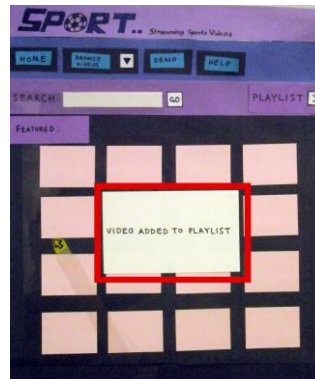 SPORT..
Streaming Sports Videos
HOME
BROWSE
VIDEOS
DEMO
HELP
SEARCH:
GO
PLAYLIST
FEATURED:
VIDEO ADDED TO PLAYLIST